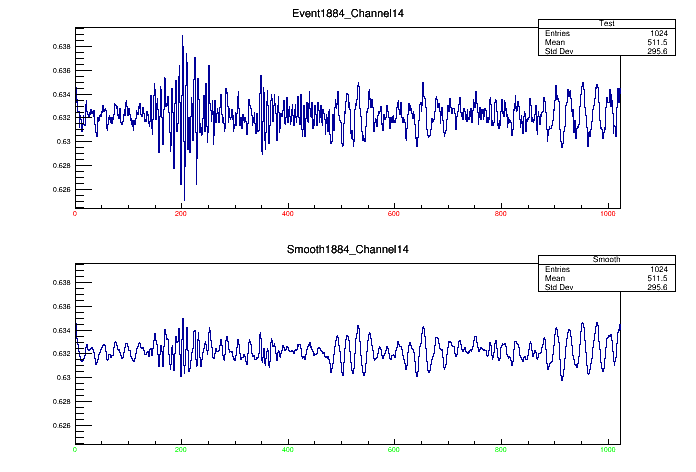 Event1884_Channel14
Test
Entries 1024
Mean 511.5
Std Dev 295.6
0.638
0.636
0.634
0.632
0.63
0.628
0.626
0 200 400 600 800 1000
Smooth1884_Channel14
Smooth
Entries 1024
Mean 511.5
Std Dev 295.6
0.638
0.636
0.634
0.632
0.63
0.628
0.626
0 200 400 600 800 1000